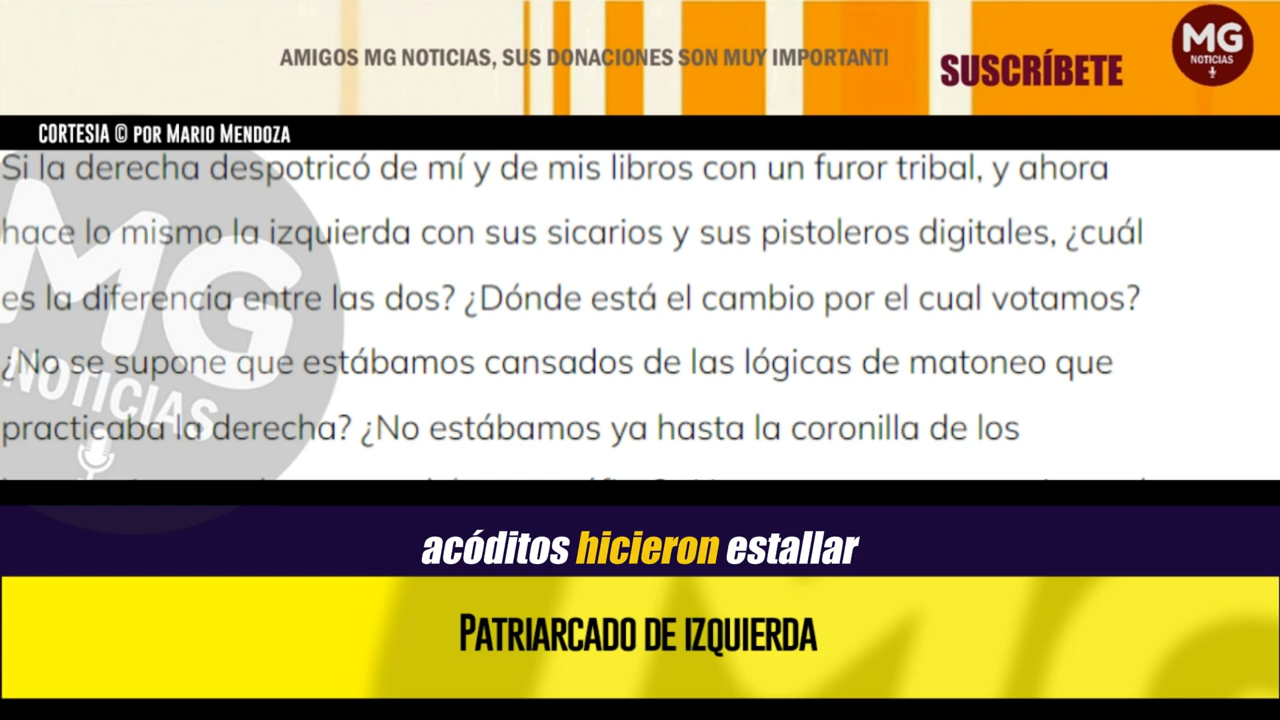 AMIGOS MG NOTICIAS, SUS DONACIONES SON MUY IMPORTANT
SUSCRÍBETE
MG
NOTICIAS
CORTESIA © POR MARIO MENDOZA
Si la derecha despotricó de mí y de mis libros con un furor tribal, y ahora
hace lo mismo la izquierda con sus sicarios y sus pistoleros digitales, ¿cuál
es la diferencia entre las dos? ¿Dónde está el cambio por el cual votamos?
¿No se supone que estábamos cansados de las lógicas de matoneo que
practicaba la derecha? ¿No estábamos ya hasta la coronilla de los
MG
NOTICIAS
acóditos hicieron estallar
PATRIARCADO DE IZQUIERDA